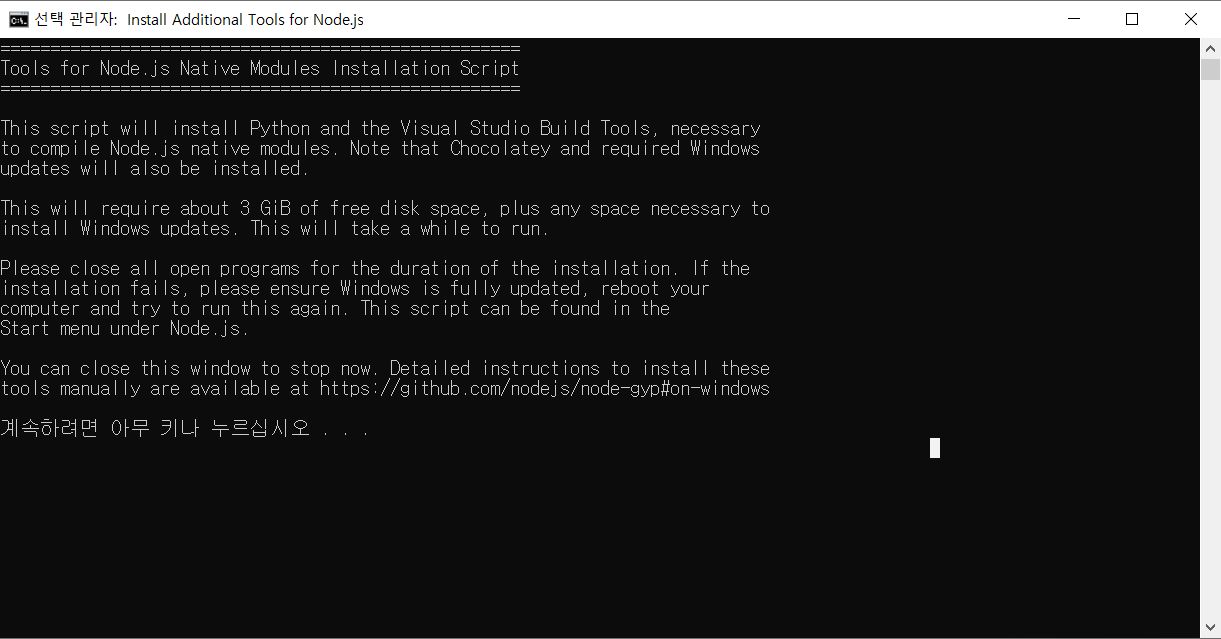 선택 관리자: Install Additional Tools for Node.js
====================================================
Tools for Node.js Native Modules Installation Script
====================================================
This script will install Python and the Visual Studio Build Tools, necessary
to compile Node.js native modules. Note that Chocolatey and required Windows
updates will also be installed.
This will require about 3 GiB of free disk space, plus any space necessary to
install Windows updates. This will take a while to run.
Please close all open programs for the duration of the installation. If the
installation fails, please ensure Windows is fully updated, reboot your
computer and try to run this again. This script can be found in the
Start menu under Node.js.
You can close this window to stop now. Detailed instructions to install these
tools manually are available at https://github.com/nodejs/node-gyp#on-windows
계속하려면 아무 키나 누르십시오 . . .